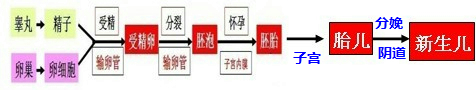 睾丸 精子
卵巢 卵细胞
受精
输卵管
受精卵
分裂
输卵管
胚泡
怀孕
子宫内膜
胚胎
子宫
胎儿
分娩
阴道
新生儿